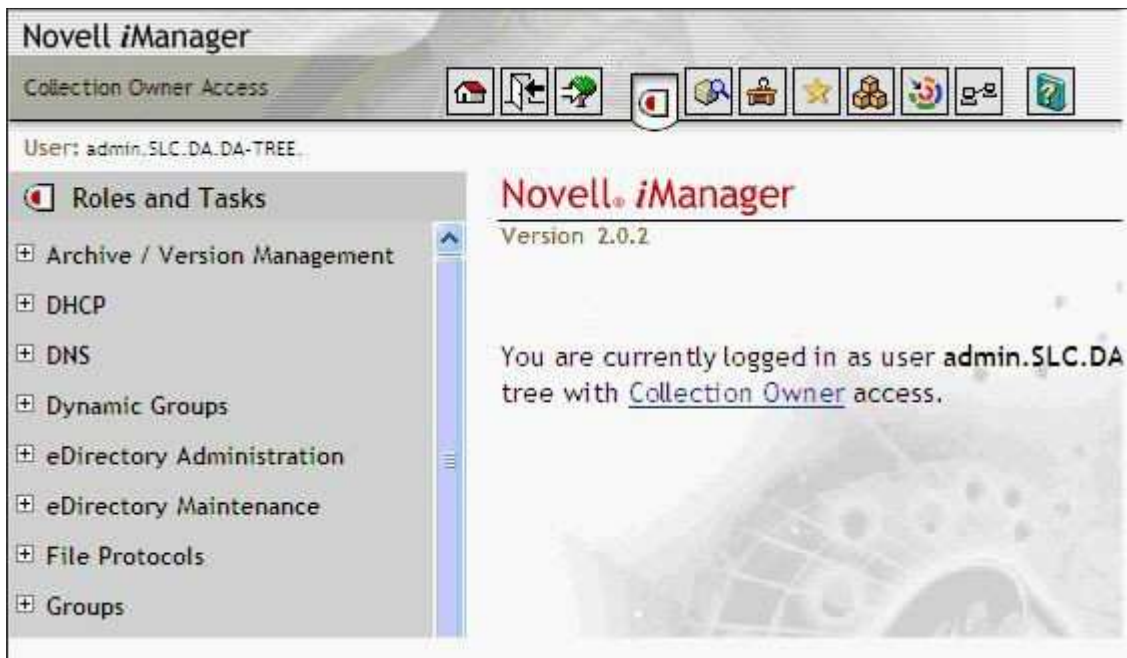 Novell iManager
Collection Owner Access
User: admin.SLC.DA.DA-TREE.
Roles and Tasks
Archive / Version Management
DHCP
DNS
Dynamic Groups
eDirectory Administration
eDirectory Maintenance
File Protocols
Groups
Novell® iManager
Version 2.0.2
You are currently logged in as user admin.SLC.DA
tree with Collection Owner access.